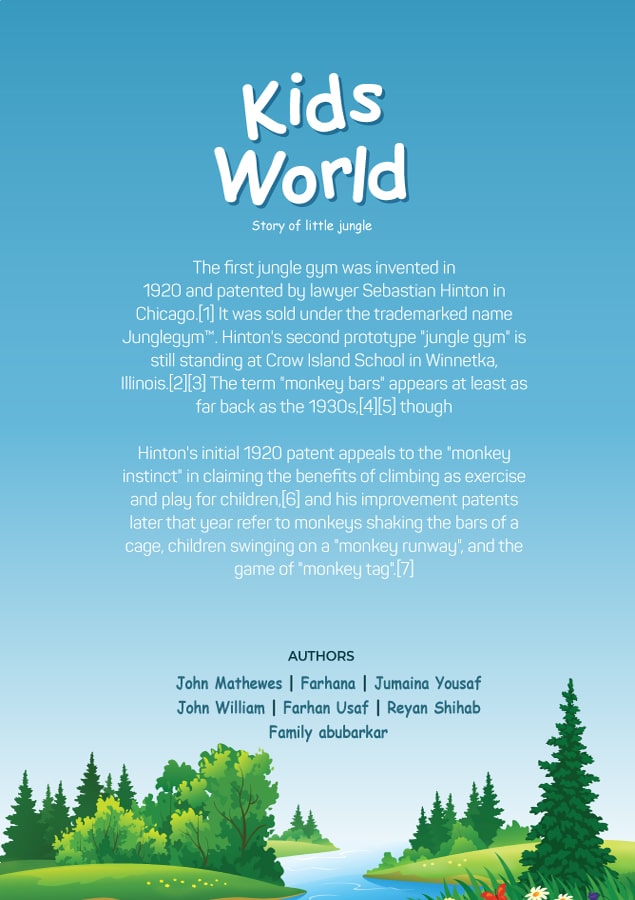 Kids
World
Story of little jungle
The first jungle gym was invented in
1920 and patented by lawyer Sebastian Hinton in
Chicago.[1] It was sold under the trademarked name
Junglegym™. Hinton's second prototype "jungle gym" is
still standing at Crow Island School in Winnetka,
Illinois.[2][3] The term "monkey bars" appears at least as
far back as the 1930s,[4][5] though
Hinton's initial 1920 patent appeals to the "monkey
instinct" in claiming the benefits of climbing as exercise
and play for children,[6] and his improvement patents
later that year refer to monkeys shaking the bars of a
cage, children swinging on a "monkey runway", and the
game of "monkey tag".[7]
AUTHORS
John Mathewes | Farhana | Jumaina Yousaf
John William | Farhan Usaf | Reyan Shihab
Family abubarkar